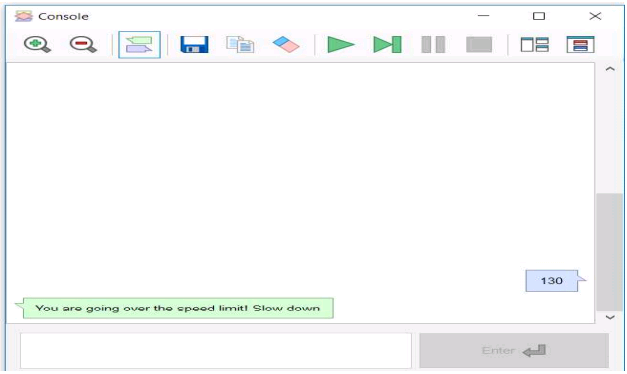 Console
130
You are going over the speed limit! Slow down
Enter